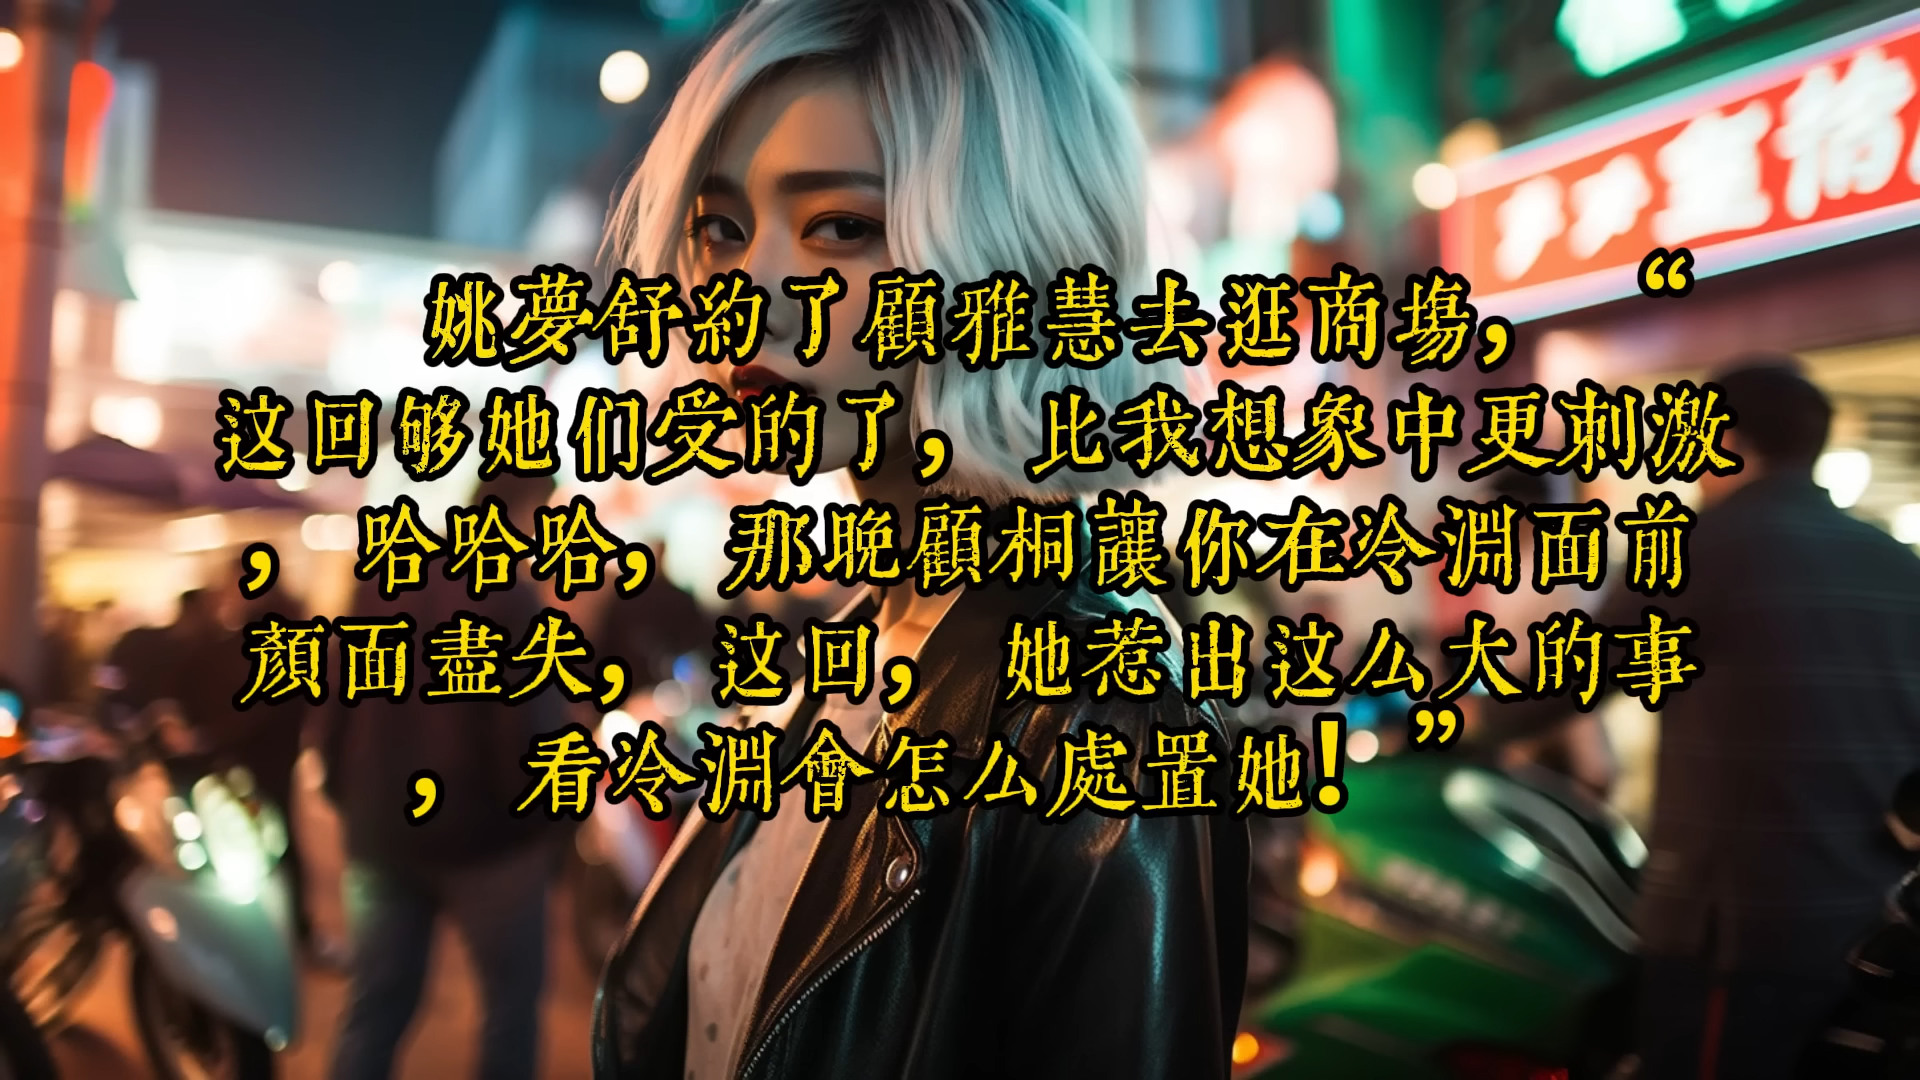 姚夢舒約了顧雅慧去逛商場，“
这回够她们受的了，比我想象中更刺激
，哈哈哈，那晚顧桐讓你在冷淵面前
顏面盡失，这回，她惹出这么大的事
，看冷淵會怎么處置她！”